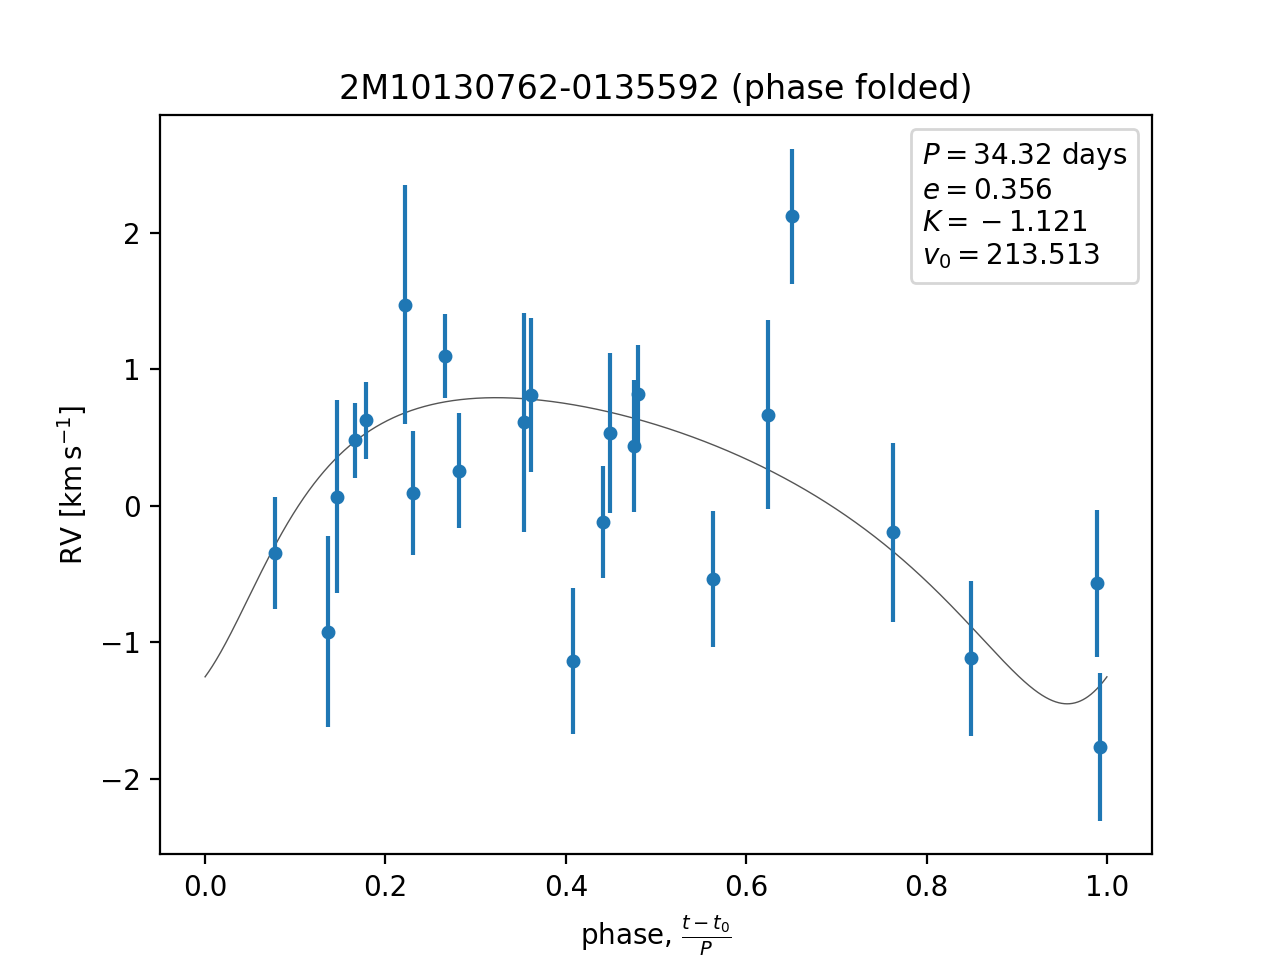 2M10130762-0135592 (phase folded)
P = 34.32 days
e = 0.356
K = −1.121
v₀ = 213.513
RV [km s⁻¹]
2
1
0
−1
−2
0.0 0.2 0.4 0.6 0.8 1.0
phase, (t − t₀)/P